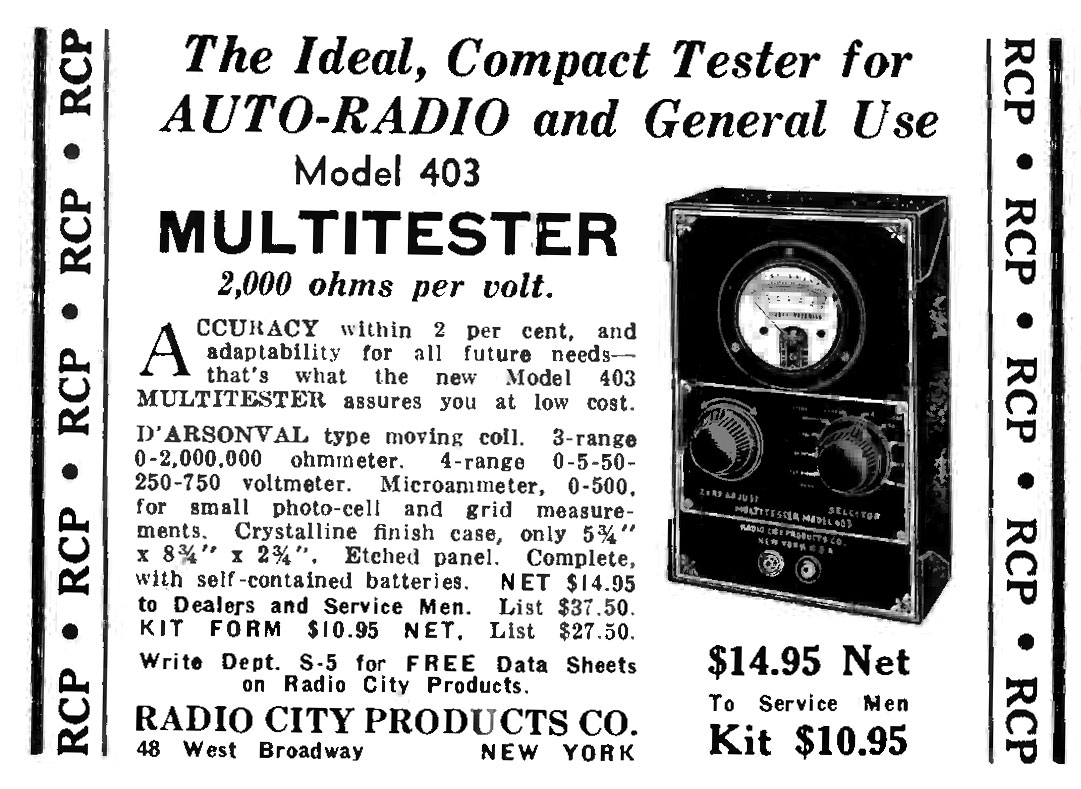 RCP • RCP • RCP • RCP • RCP
The Ideal, Compact Tester for
AUTO-RADIO and General Use
Model 403
MULTITESTER
2,000 ohms per volt.
ACCURACY within 2 per cent, and
adaptability for all future needs—
that's what the new Model 403
MULTITESTER assures you at low cost.
D'ARSONVAL type moving coil. 3-range
0-2,000,000 ohmmeter. 4-range 0-5-50-
250-750 voltmeter. Microammeter, 0-500,
for small photo-cell and grid measure-
ments. Crystalline finish case, only 5¾"
x 8¾" x 2¾". Etched panel. Complete,
with self-contained batteries. NET $14.95
to Dealers and Service Men. List $37.50.
KIT FORM $10.95 NET, List $27.50.
Write Dept. S-5 for FREE Data Sheets
on Radio City Products.
RADIO CITY PRODUCTS CO.
48 West Broadway NEW YORK
ZERO ADJUST
SELECTOR
MULTITESTER MODEL 403
RADIO CITY PRODUCTS CO.
NEW YORK U.S.A.
$14.95 Net
To Service Men
Kit $10.95
RCP • RCP • RCP • RCP • RCP